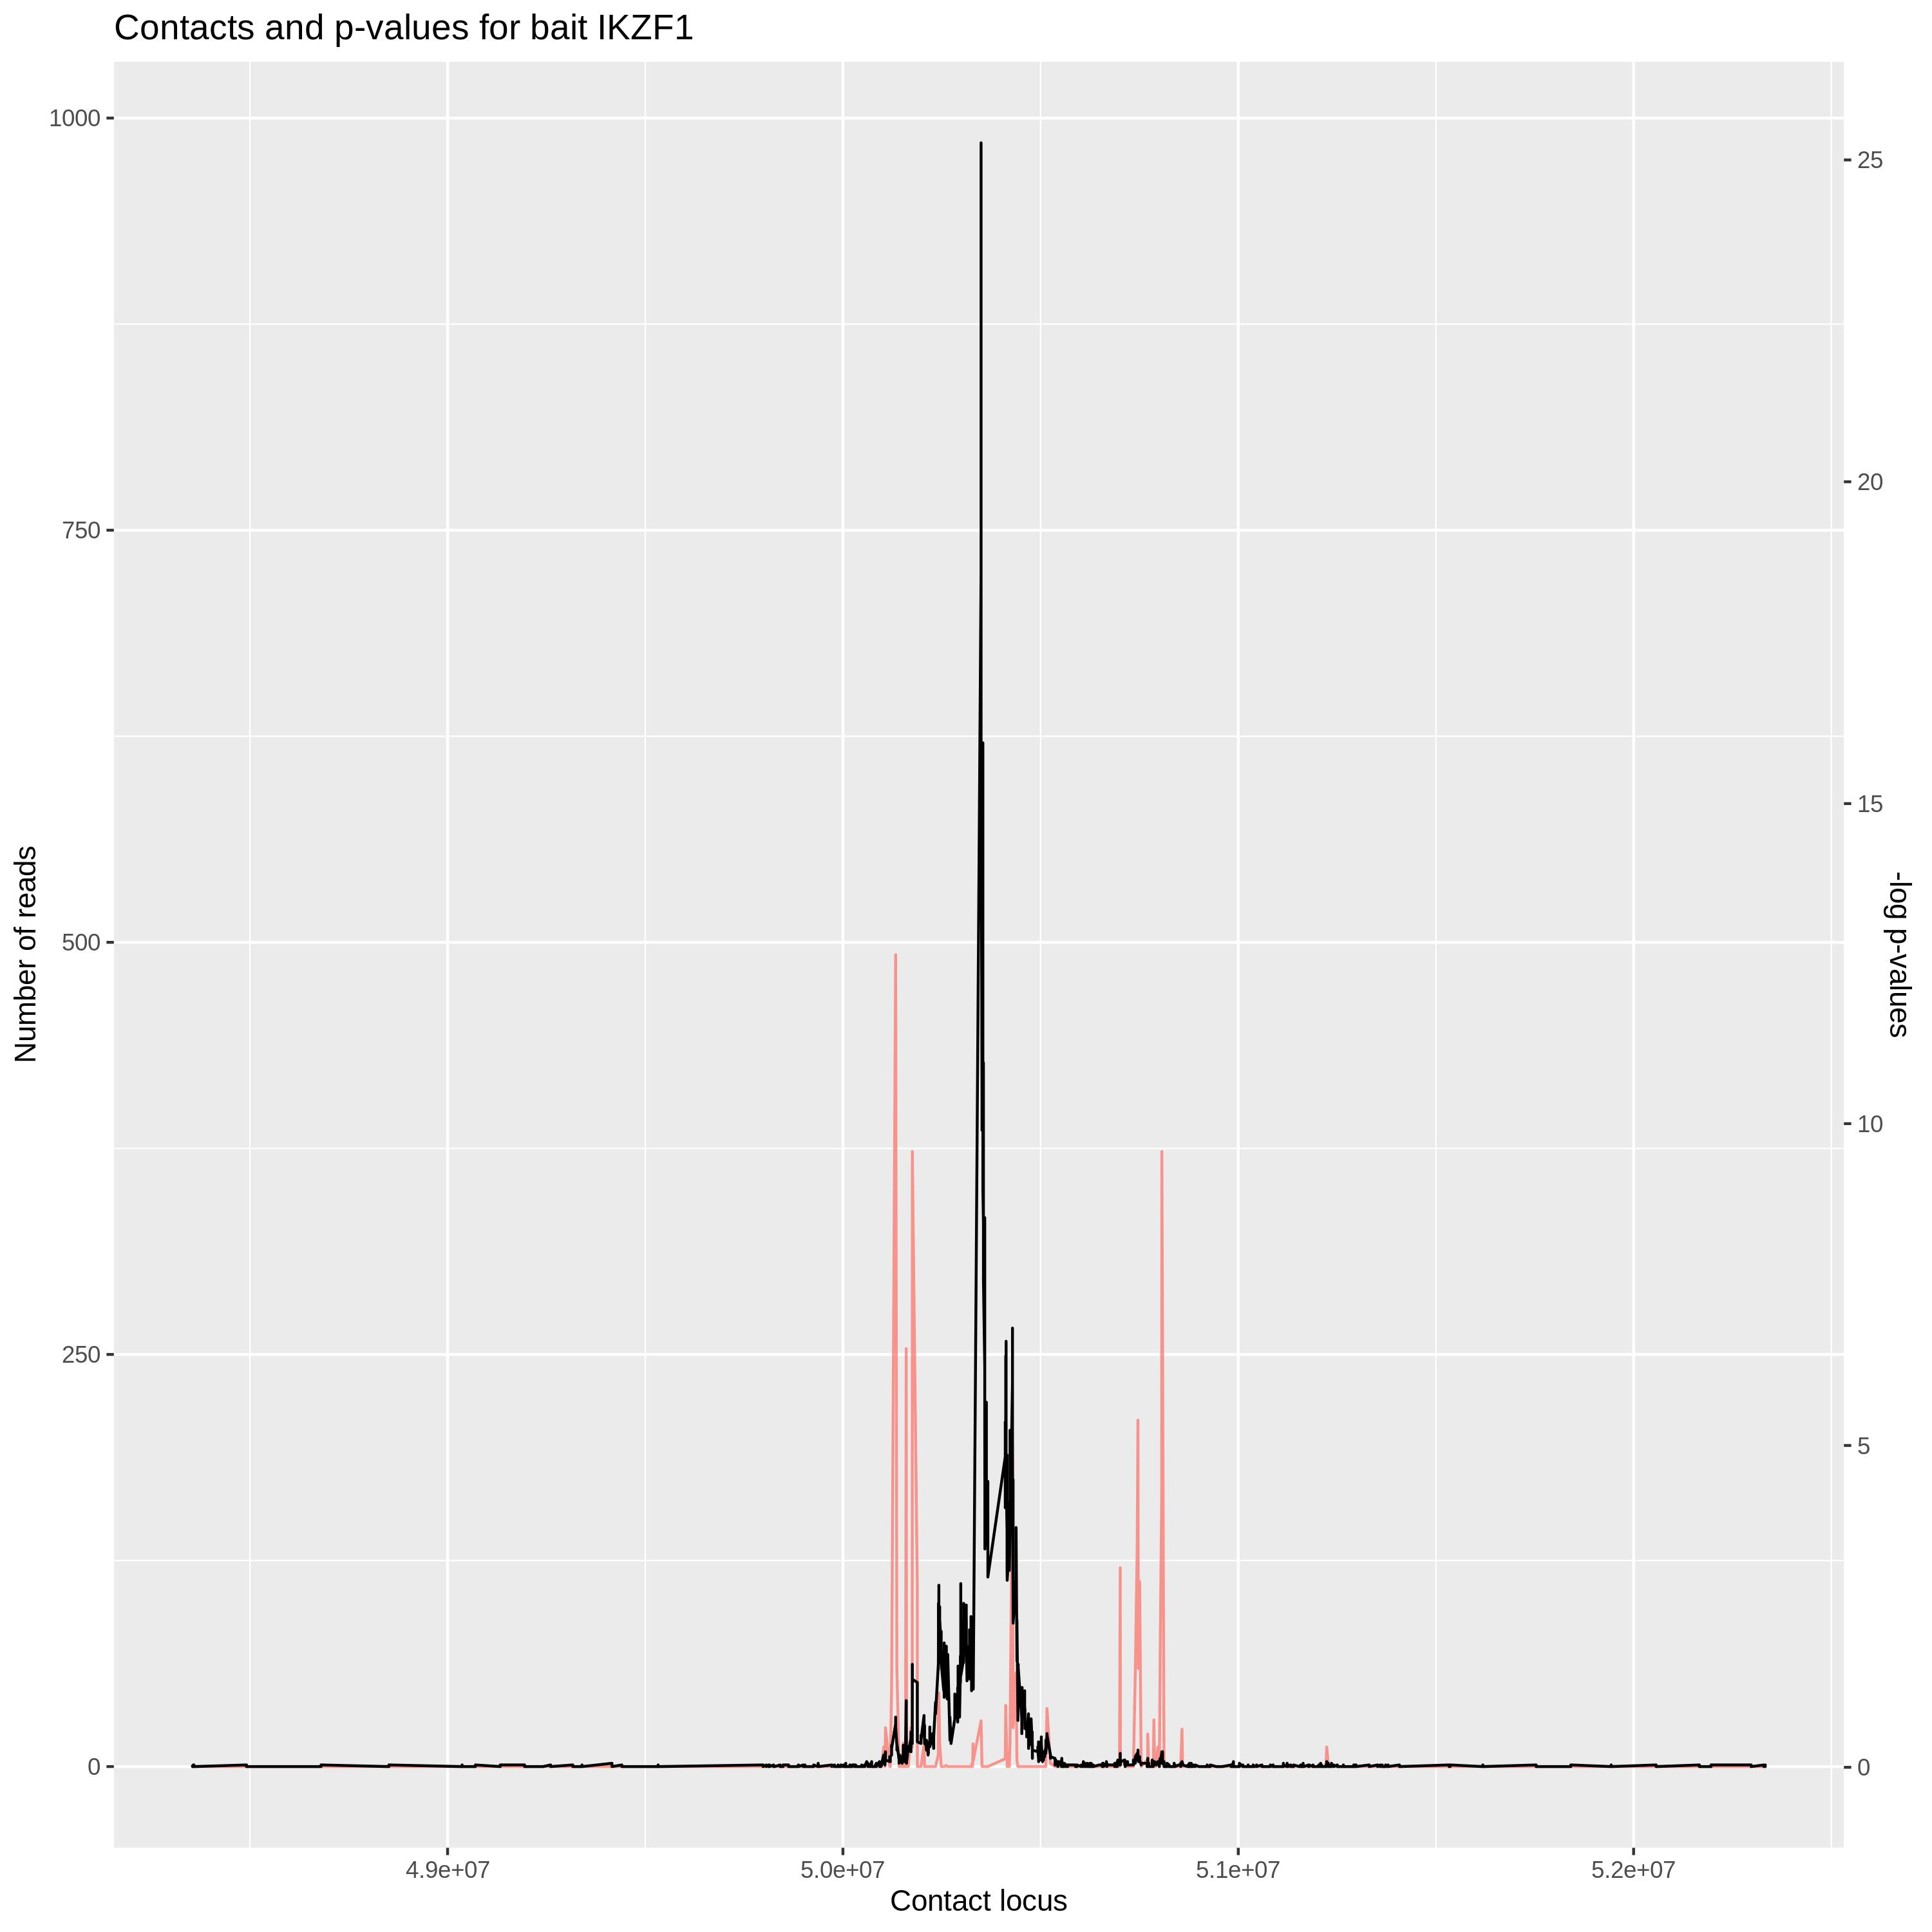 Contacts and p-values for bait IKZF1
1000
750
500
250
0
Number of reads
25
20
15
10
5
0
-log p-values
4.9e+07
5.0e+07
5.1e+07
5.2e+07
Contact locus